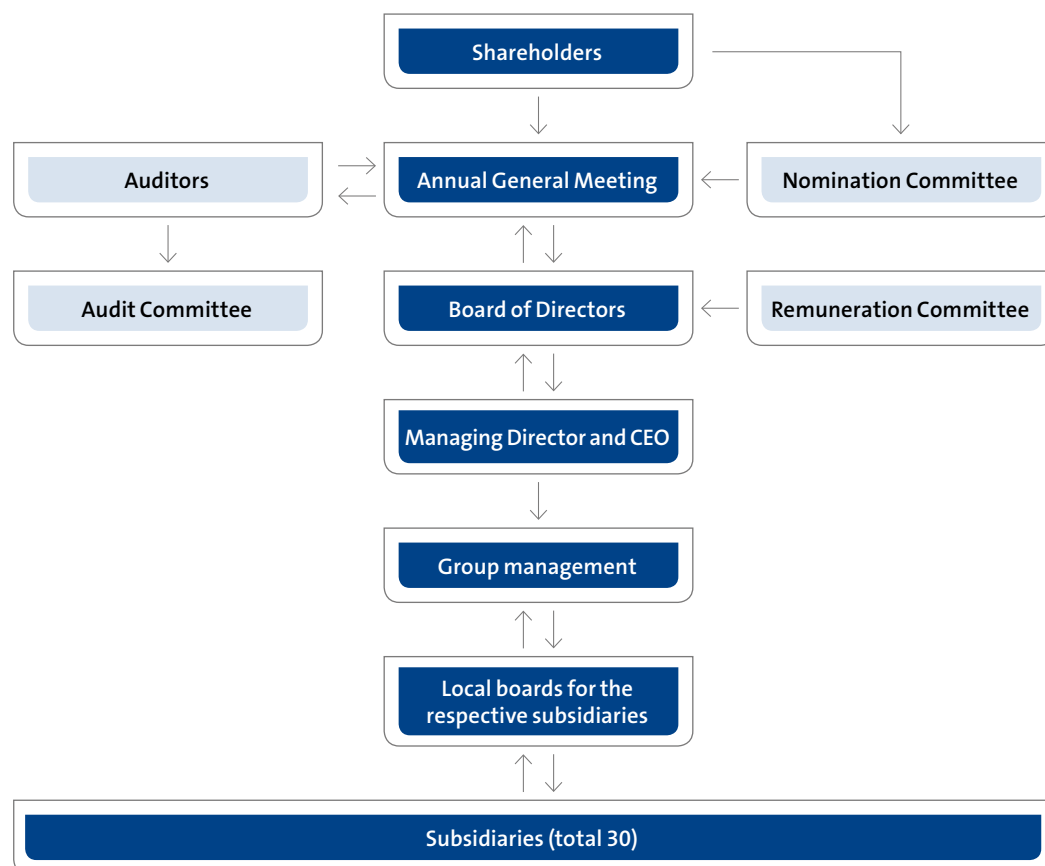 Shareholders
Auditors
Annual General Meeting
Nomination Committee
Audit Committee
Board of Directors
Remuneration Committee
Managing Director and CEO
Group management
Local boards for the
respective subsidiaries
Subsidiaries (total 30)